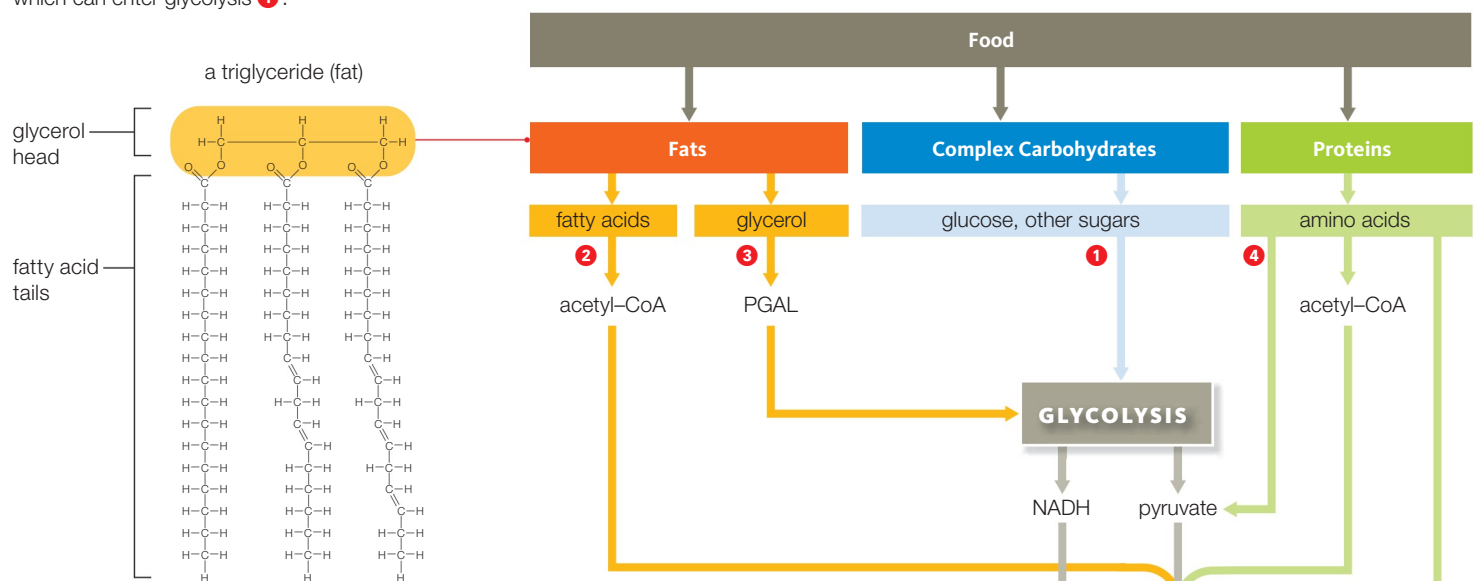 which can enter glycolysis 1 .
a triglyceride (fat)
glycerol
head
fatty acid
tails
Food
Fats
Complex Carbohydrates
Proteins
fatty acids
glycerol
glucose, other sugars
amino acids
2
3
1
4
acetyl–CoA
PGAL
acetyl–CoA
GLYCOLYSIS
NADH
pyruvate